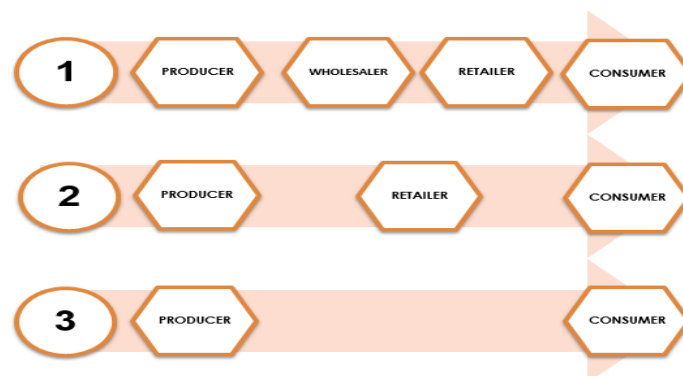 1 PRODUCER WHOLESALER RETAILER CONSUMER
2 PRODUCER RETAILER CONSUMER
3 PRODUCER CONSUMER